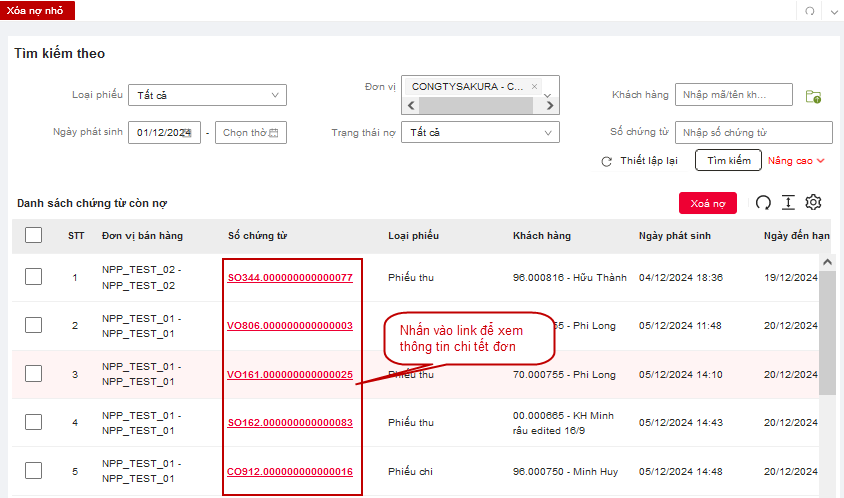 Xóa nợ nhỏ
Tìm kiếm theo
Loại phiếu Tất cả Đơn vị CONGTYSAKURA - C... × Khách hàng Nhập mã/tên kh...
Ngày phát sinh 01/12/2024 - Chọn thờ. Trạng thái nợ Tất cả Số chứng từ Nhập số chứng từ
Thiết lập lại Tìm kiếm Nâng cao
Danh sách chứng từ còn nợ Xoá nợ
STT Đơn vị bán hàng Số chứng từ Loại phiếu Khách hàng Ngày phát sinh Ngày đến hạn
1 NPP_TEST_02 - SO344.000000000000077 Phiếu thu 96.000816 - Hữu Thành 04/12/2024 18:36 19/12/2024
NPP_TEST_02
2 NPP_TEST_01 - VO806.000000000000003 55 - Phi Long 05/12/2024 11:48 20/12/2024
NPP_TEST_01
Nhấn vào link để xem
thông tin chi tết đơn
3 NPP_TEST_01 - VO161.000000000000025 Phiếu thu 70.000755 - Phi Long 05/12/2024 14:10 20/12/2024
NPP_TEST_01
4 NPP_TEST_01 - SO162.000000000000083 Phiếu thu 00.000665 - KH Minh 05/12/2024 14:43 20/12/2024
NPP_TEST_01 râu edited 16/9
5 NPP_TEST_01 - CO912.000000000000016 Phiếu chi 96.000750 - Minh Huy 05/12/2024 14:48 20/12/2024
NPP_TEST_01